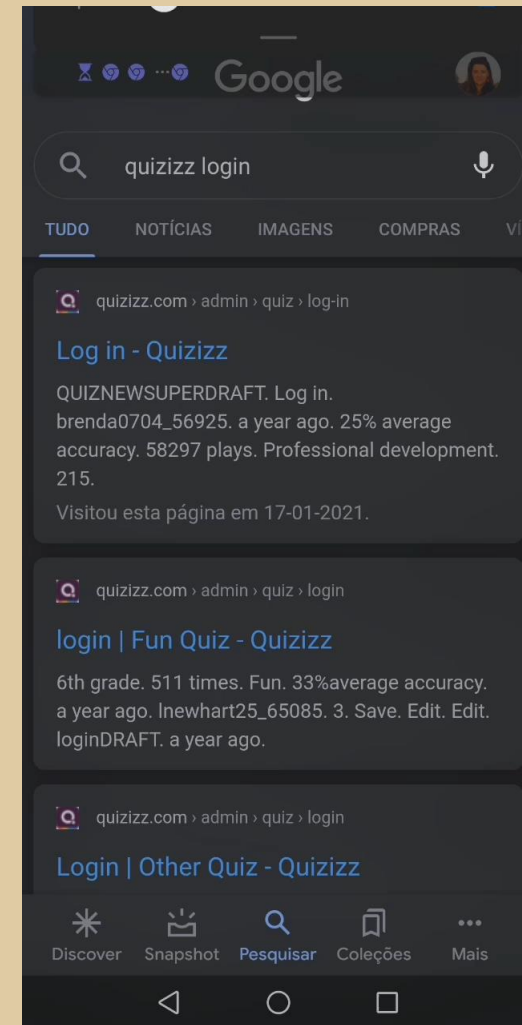 Google
quizizz login
TUDO NOTÍCIAS IMAGENS COMPRAS VÍ
quizizz.com › admin › quiz › log-in
Log in - Quizizz
QUIZNEWSUPERDRAFT. Log in.
brenda0704_56925. a year ago. 25% average
accuracy. 58297 plays. Professional development.
215.
Visitou esta página em 17-01-2021.
quizizz.com › admin › quiz › login
login | Fun Quiz - Quizizz
6th grade. 511 times. Fun. 33%average accuracy.
a year ago. lnewhart25_65085. 3. Save. Edit. Edit.
loginDRAFT. a year ago.
quizizz.com › admin › quiz › login
Login | Other Quiz - Quizizz
Discover Snapshot Pesquisar Coleções Mais